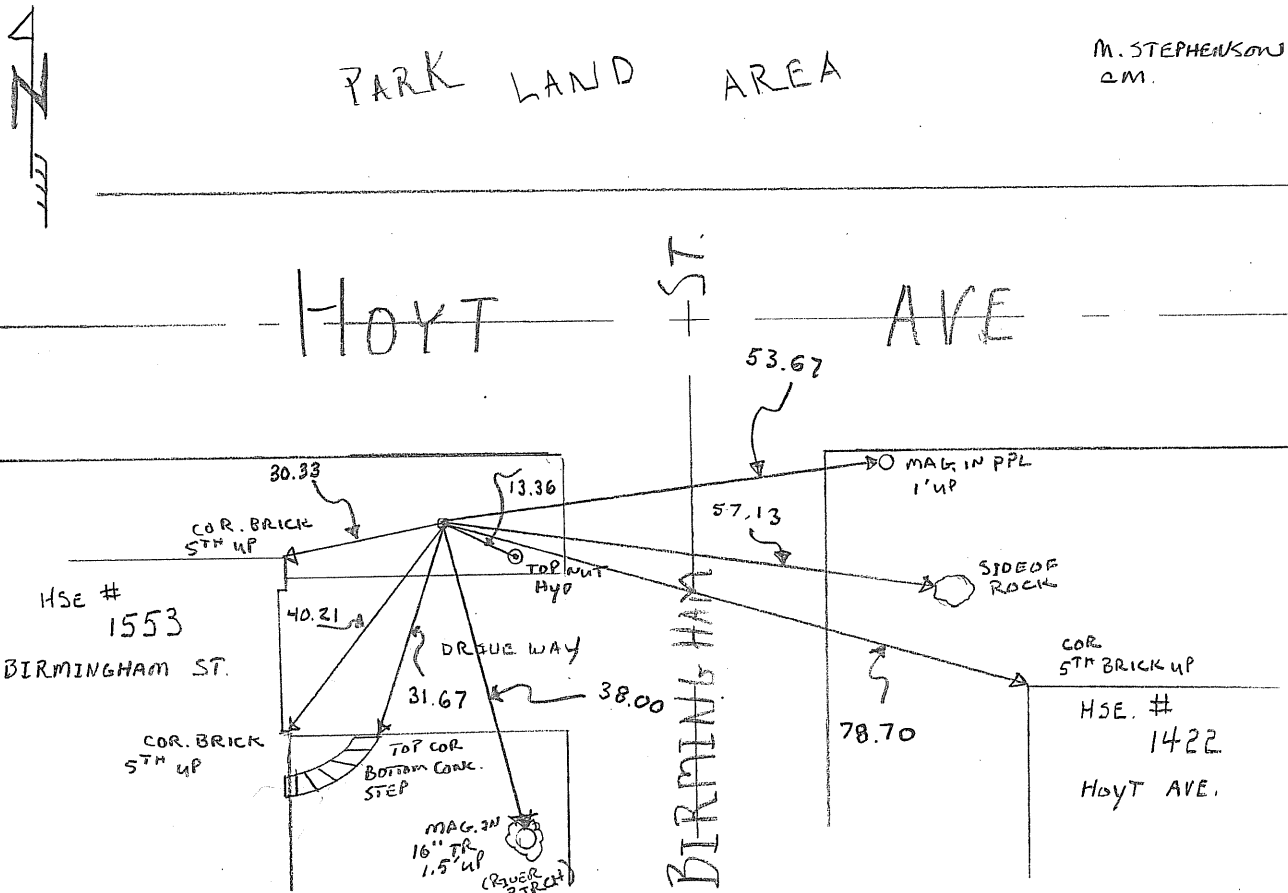 N
PARK LAND AREA
M. STEPHENSON
HOYT AVE
BIRMINGHAM ST.
53.67
30.33
13.36
MAG. IN PPL
1' UP
57.13
COR. BRICK
5TH UP
TOP NUT
HYD
SIDE OF
ROCK
HSE #
1553
BIRMINGHAM ST.
40.21
DRIVE WAY
31.67
38.00
78.70
COR
5TH BRICK UP
HSE. #
1422
HOYT AVE.
COR. BRICK
5TH UP
TOP COR
BOTTOM CONC.
STEP
MAG. IN
16" TR
1.5' UP
(RIVER
BIRCH)